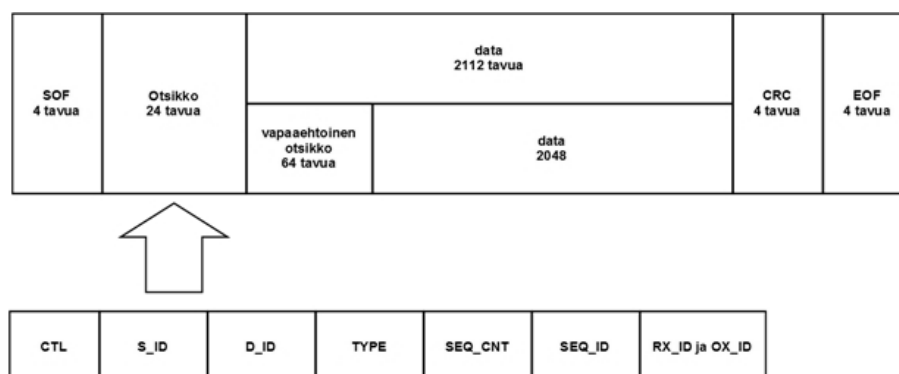 data
2112 tavua
SOF
4 tavua
Otsikko
24 tavua
CRC
4 tavua
EOF
4 tavua
vapaaehtoinen
otsikko
64 tavua
data
2048
CTL
S_ID
D_ID
TYPE
SEQ_CNT
SEQ_ID
RX_ID ja OX_ID